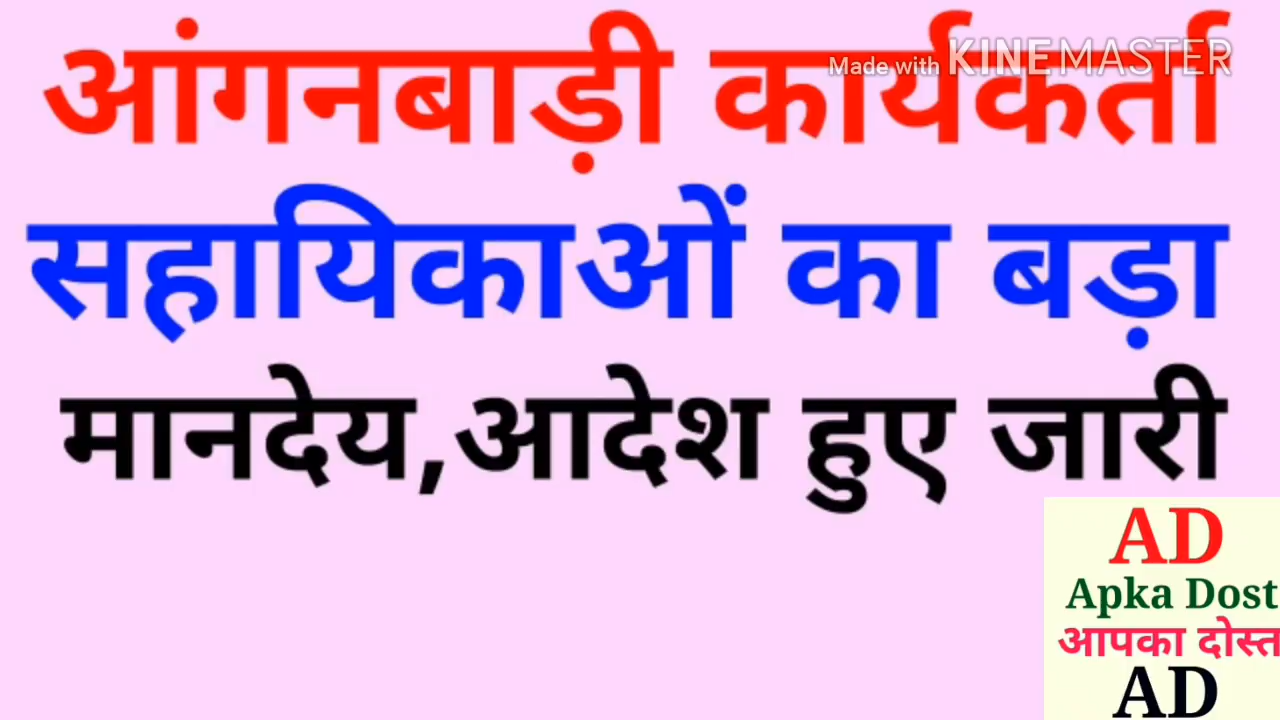 आंगनबाड़ी कार्यकर्ता
Made with KINEMASTER
सहायिकाओं का बड़ा
मानदेय,आदेश हुए जारी
AD
Apka Dost
आपका दोस्त
AD